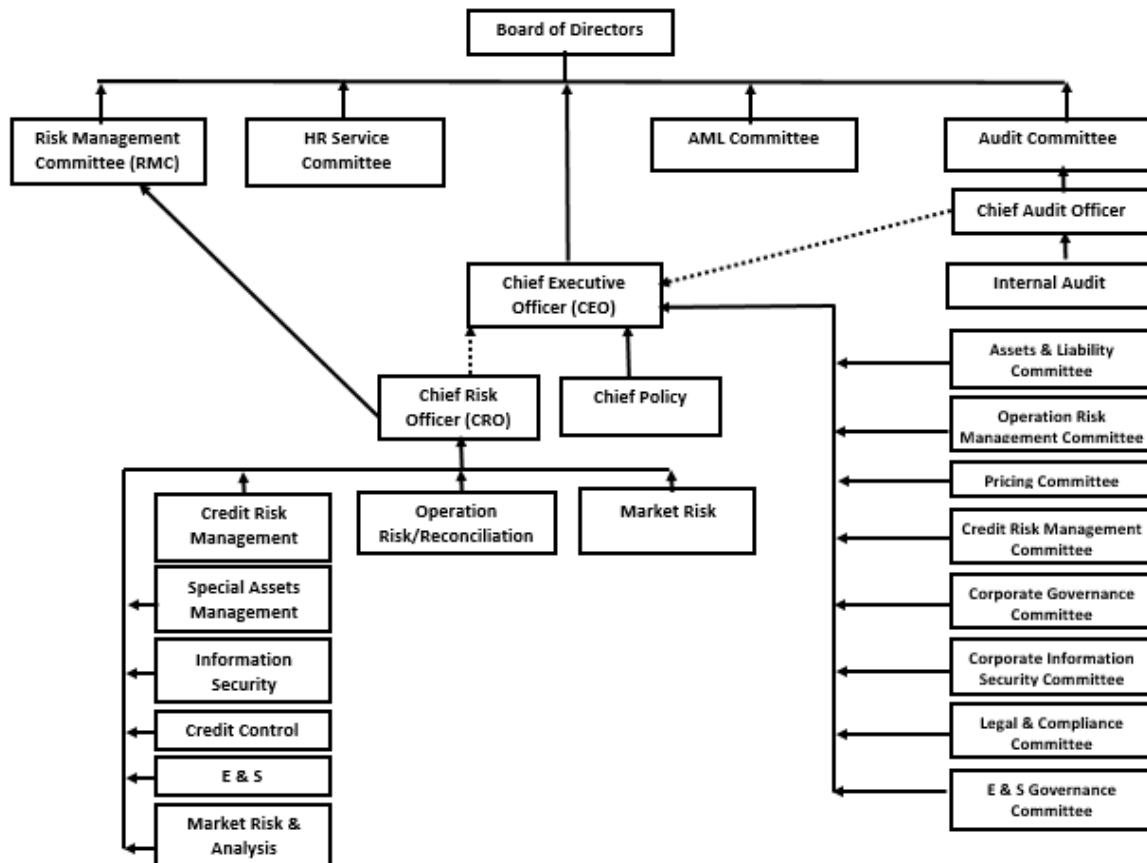 Board of Directors
Risk Management
Committee (RMC)
HR Service
Committee
AML Committee
Audit Committee
Chief Audit Officer
Internal Audit
Chief Executive
Officer (CEO)
Chief Risk
Officer (CRO)
Chief Policy
Assets & Liability
Committee
Operation Risk
Management Committee
Pricing Committee
Credit Risk Management
Committee
Corporate Governance
Committee
Corporate Information
Security Committee
Legal & Compliance
Committee
E & S Governance
Committee
Credit Risk
Management
Operation
Risk/Reconciliation
Market Risk
Special Assets
Management
Information
Security
Credit Control
E & S
Market Risk &
Analysis